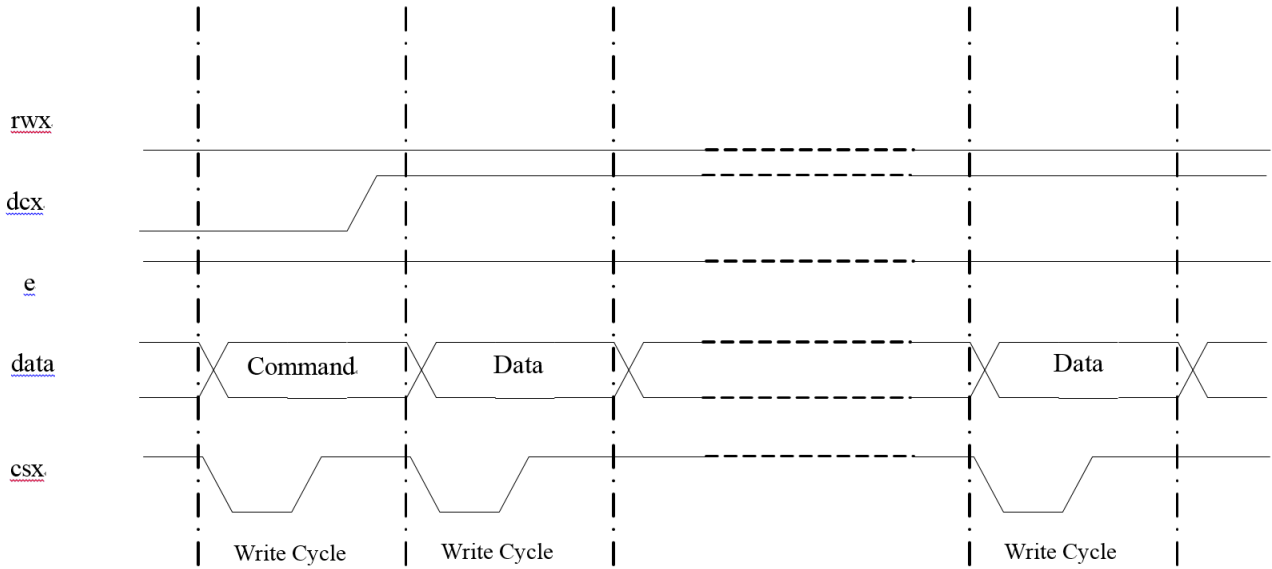 rwx
dcx
e
data
Command
Data
Data
csx
Write Cycle
Write Cycle
Write Cycle